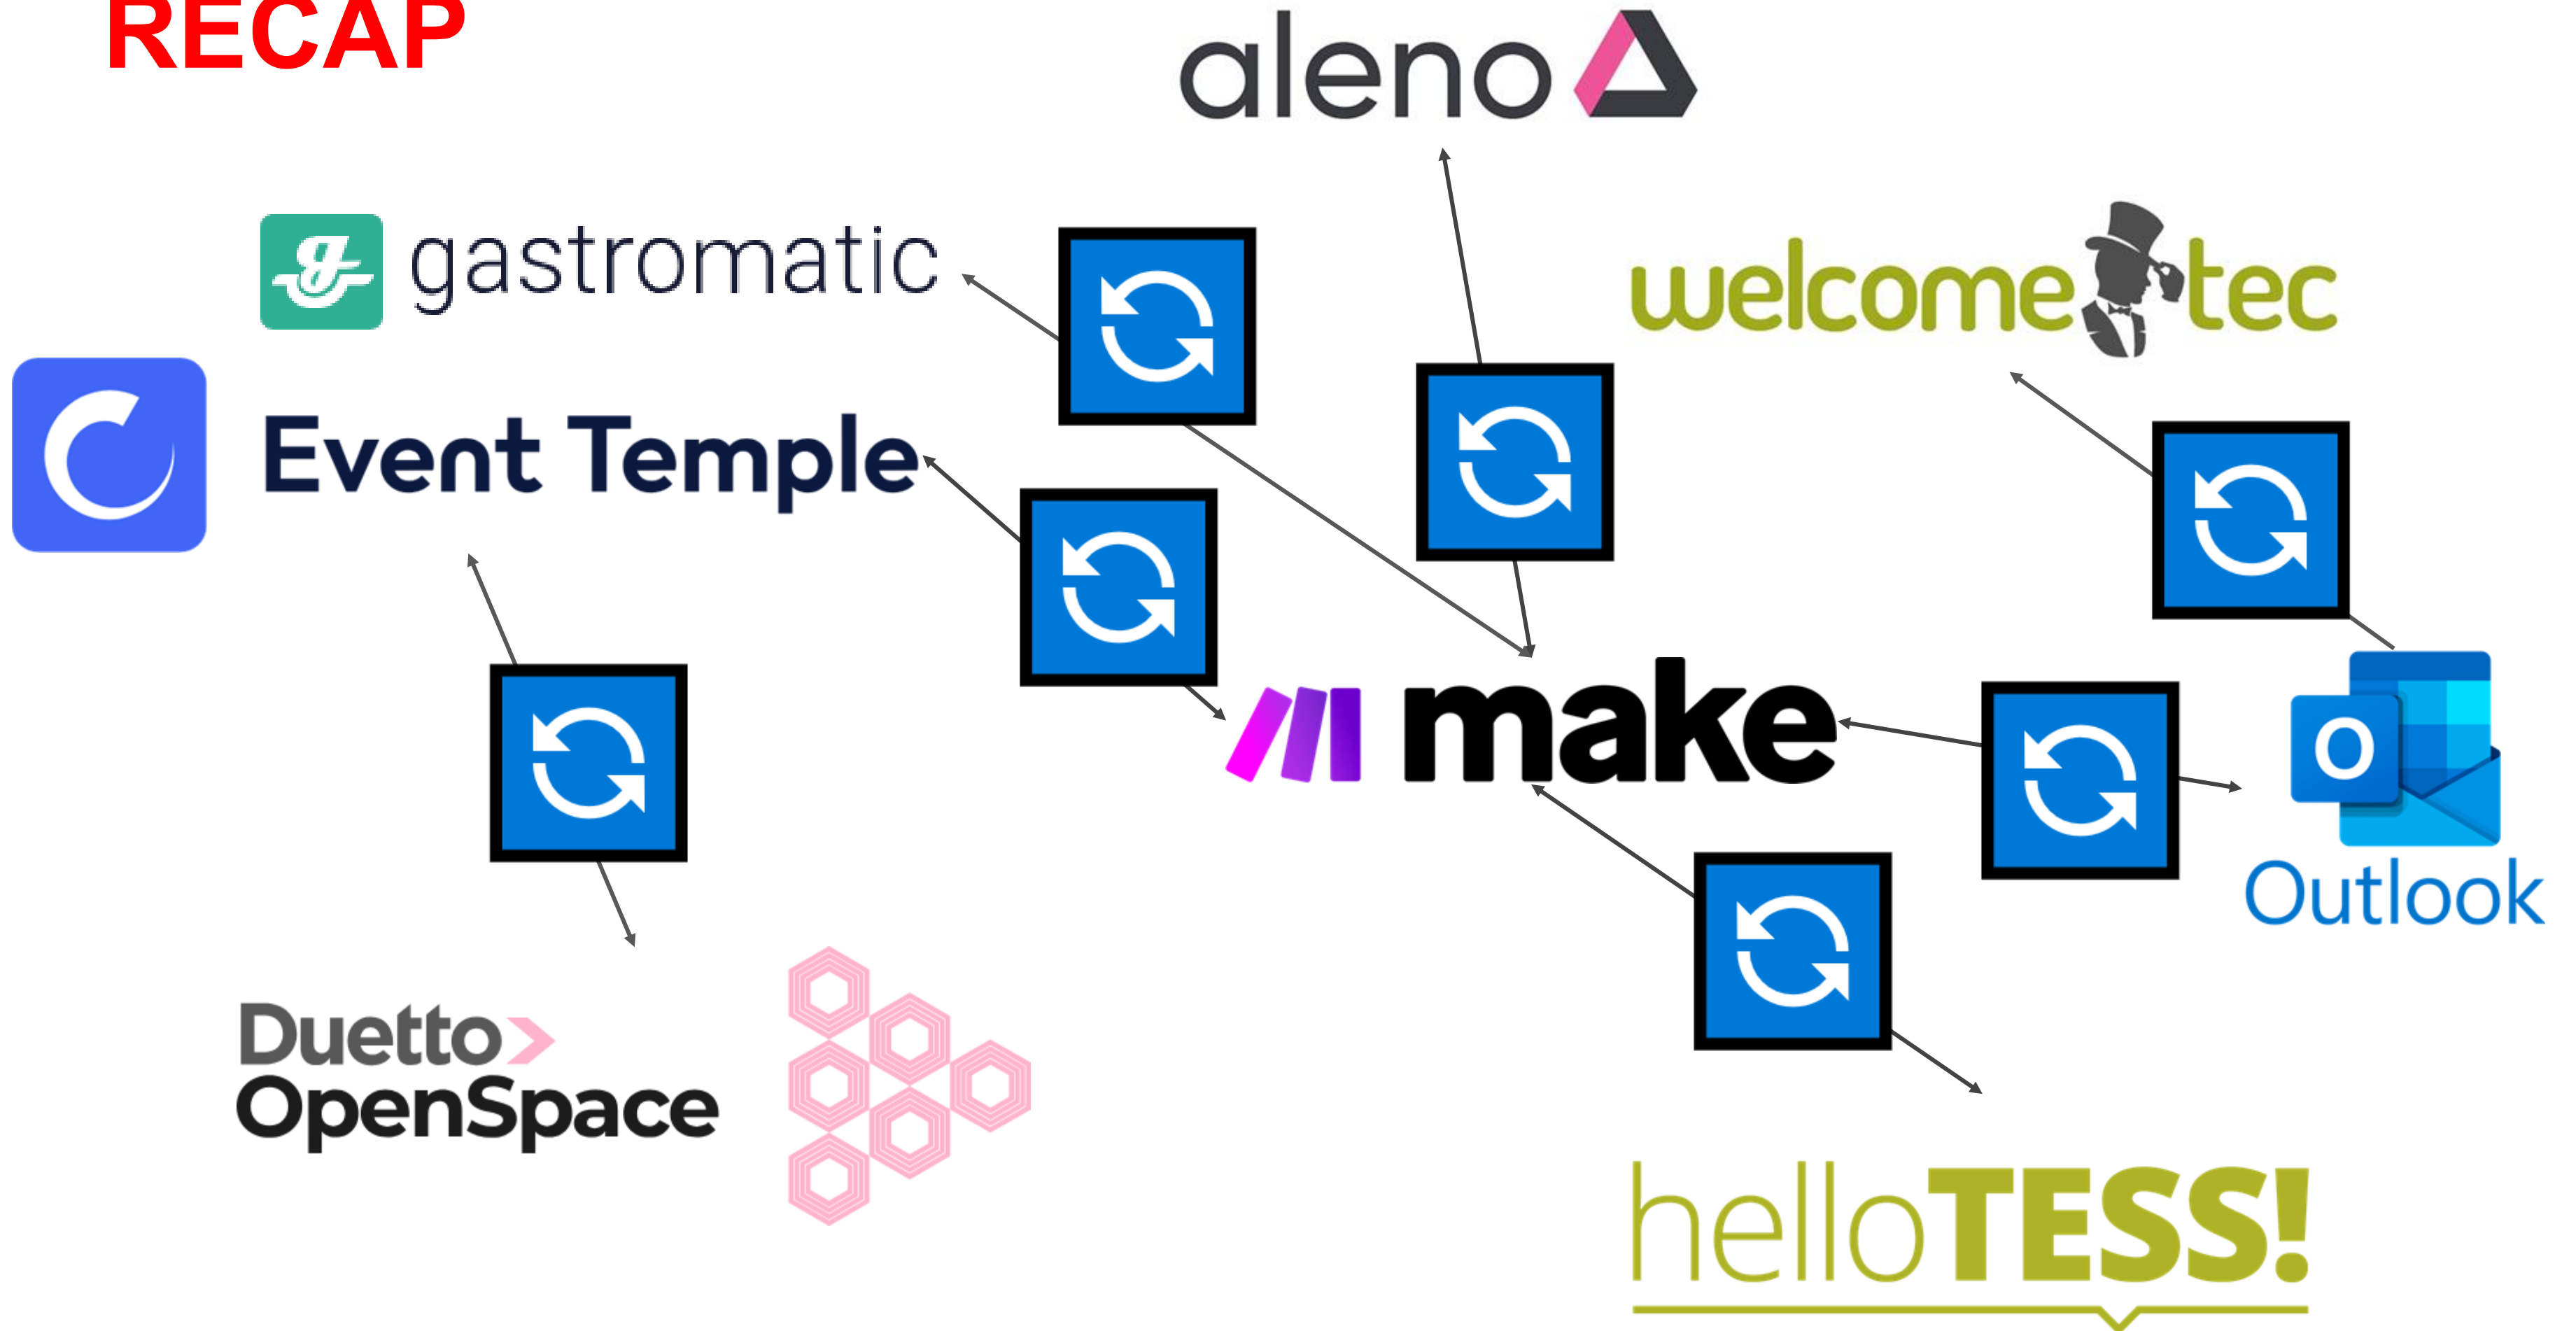 RECAP
aleno
gastromatic
welcome tec
Event Temple
make
O
Outlook
Duetto
OpenSpace
helloTESS!